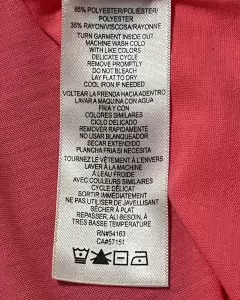 65% POLYESTER/POLIÉSTER/
POLYESTER
35% RAYON/VISCOSA/RAYONNE
TURN GARMENT INSIDE OUT
MACHINE WASH COLD
WITH LIKE COLORS
DELICATE CYCLE
REMOVE PROMPTLY
DO NOT BLEACH
LAY FLAT TO DRY
COOL IRON IF NEEDED
VOLTEAR LA PRENDA HACIA ADENTRO
LAVAR A MAQUINA CON AGUA
FRIA Y CON
COLORES SIMILARES
CICLO DELICADO
REMOVER RÁPIDAMENTE
NO USAR BLANQUEADOR
SECAR EXTENDIDO
PLANCHA FRIA SI NECESITA
TOURNEZ LE VÊTEMENT À L'ENVERS
LAVER À LA MACHINE
À L'EAU FROIDE
AVEC COULEURS SIMILAIRES
CYCLE DÉLICAT
SORTIR RAPIDEMENT
NE PAS UTILISER DE JAVELLISANT
SÉCHER À PLAT
REPASSER, AU BESOIN, À
TRÈS BASSE TEMPÉRATURE
RN#54163
CA#57151